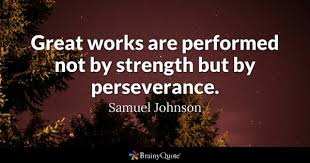 Great works are performed
not by strength but by
perseverance.
Samuel Johnson
BrainyQuote®